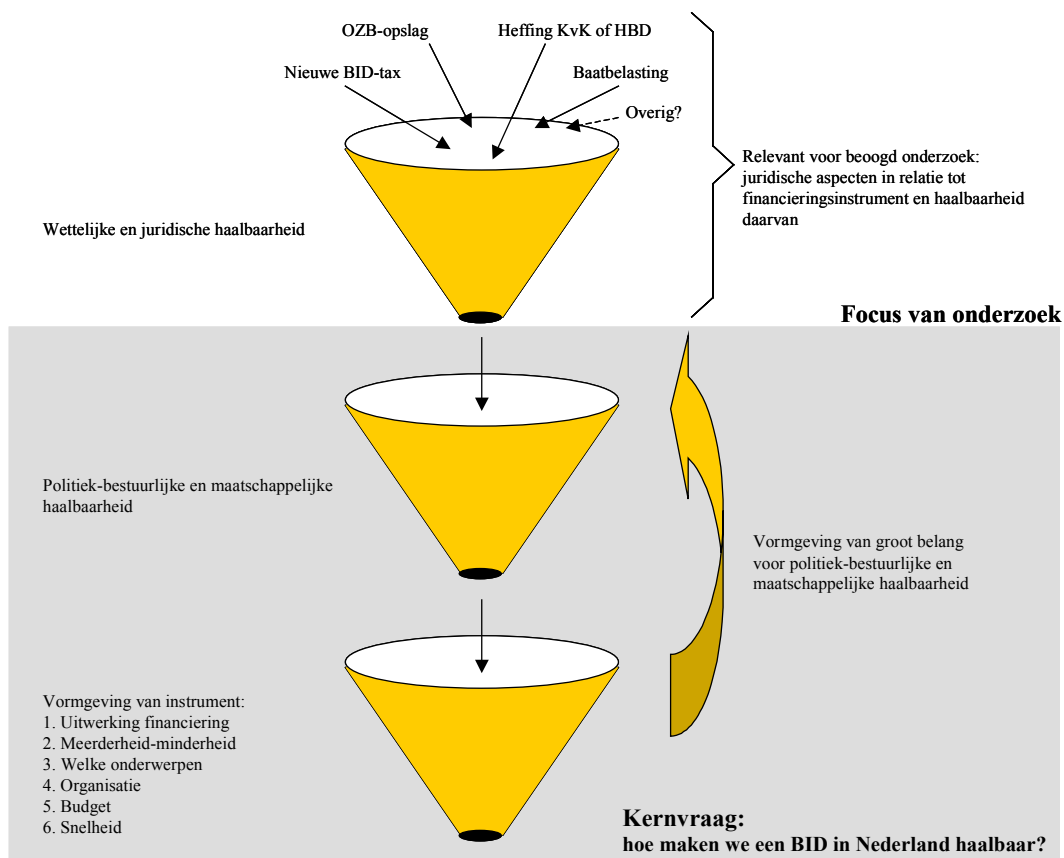 OZB-opslag
Heffing KvK of HBD
Nieuwe BID-tax
Baatbelasting
Overig?
Relevant voor beoogd onderzoek:
juridische aspecten in relatie tot
financieringsinstrument en haalbaarheid
daarvan
Wettelijke en juridische haalbaarheid
Focus van onderzoek
Politiek-bestuurlijke en maatschappelijke
haalbaarheid
Vormgeving van groot belang
voor politiek-bestuurlijke en
maatschappelijke haalbaarheid
Vormgeving van instrument:
1. Uitwerking financiering
2. Meerderheid-minderheid
3. Welke onderwerpen
4. Organisatie
5. Budget
6. Snelheid
Kernvraag:
hoe maken we een BID in Nederland haalbaar?